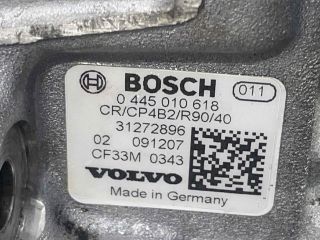 BOSCH 011
0 445 010 618
CR/CP4B2/R90/40
31272896
02 091207
CF33M 0343
VOLVO
Made in Germany